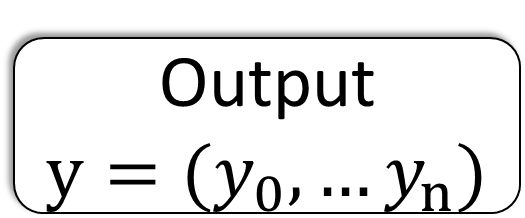 Output
y = (y₀, … yₙ)